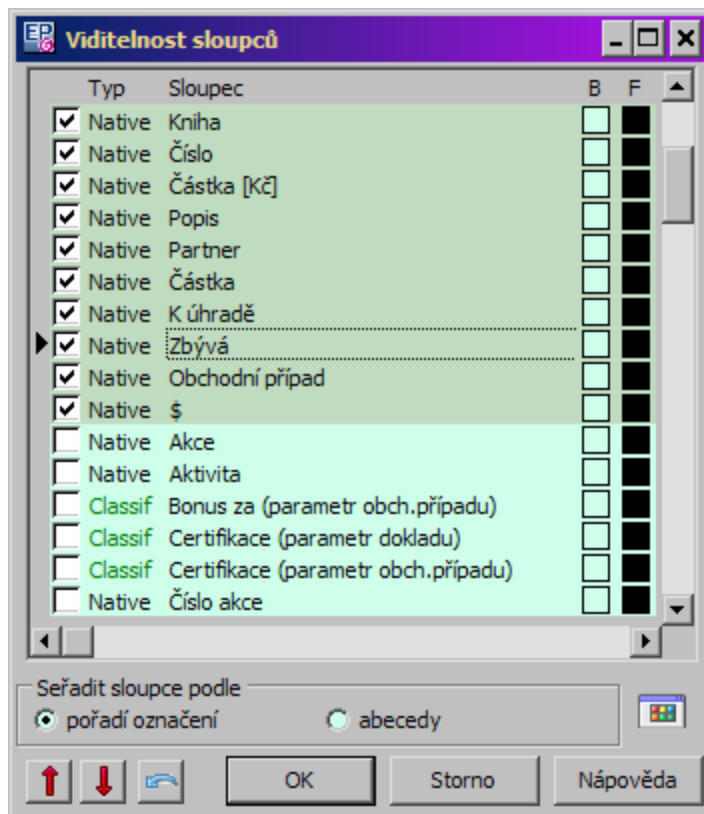 Viditelnost sloupců
Typ Sloupec B F
Native Kniha
Native Číslo
Native Částka [Kč]
Native Popis
Native Partner
Native Částka
Native K úhradě
Native Zbývá
Native Obchodní případ
Native $
Native Akce
Native Aktivita
Classif Bonus za (parametr obch.případu)
Classif Certifikace (parametr dokladu)
Classif Certifikace (parametr obch.případu)
Native Číslo akce
Seřadit sloupce podle
pořadí označení abecedy
OK Storno Nápověda